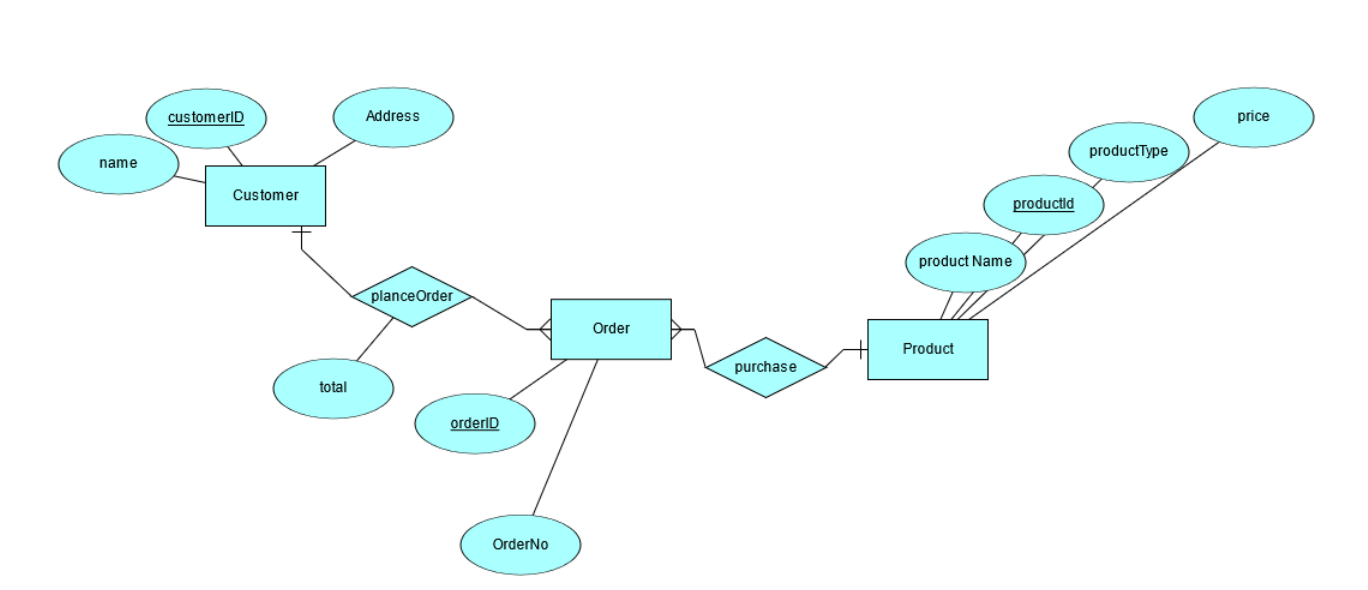 customerID
Address
price
name
productType
Customer
productId
product Name
planceOrder
Order
Product
purchase
total
orderID
OrderNo